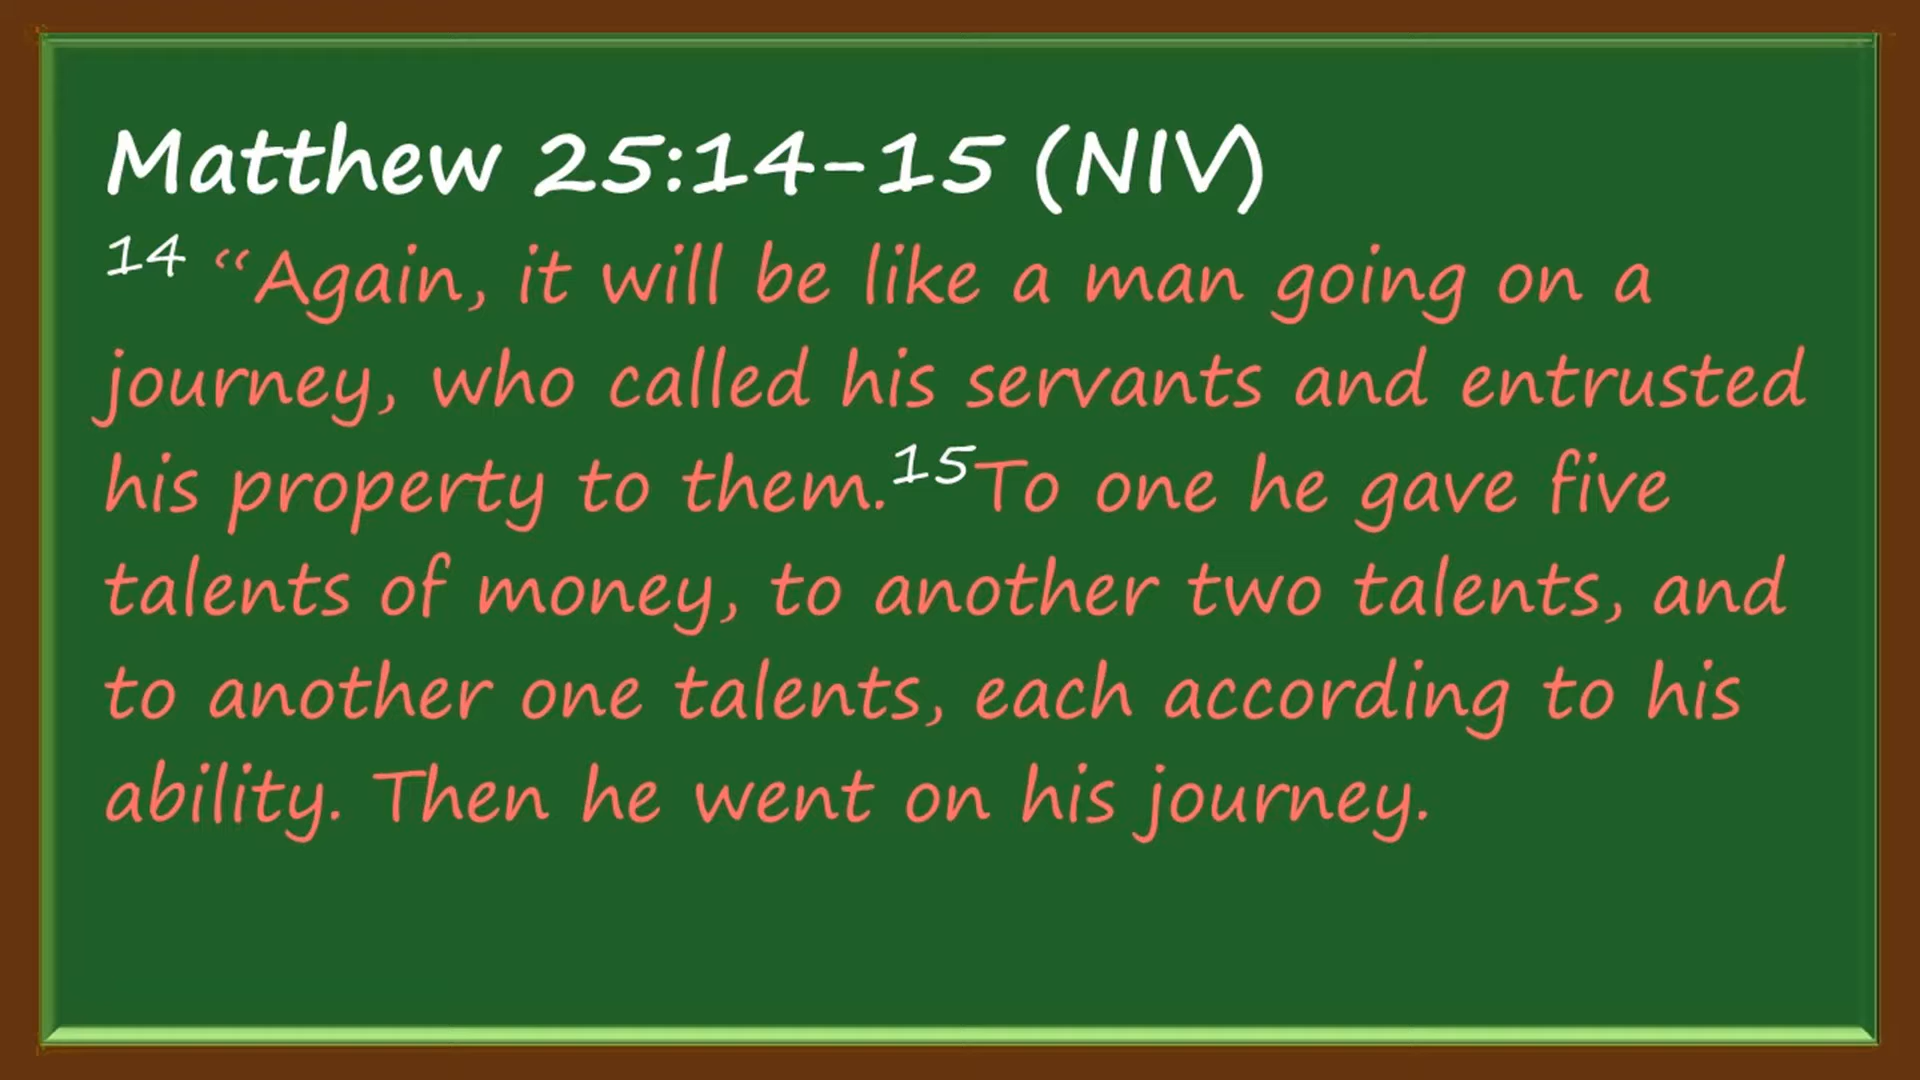 Matthew 25:14-15 (NIV)
14 “Again, it will be like a man going on a
journey, who called his servants and entrusted
his property to them.15To one he gave five
talents of money, to another two talents, and
to another one talents, each according to his
ability. Then he went on his journey.